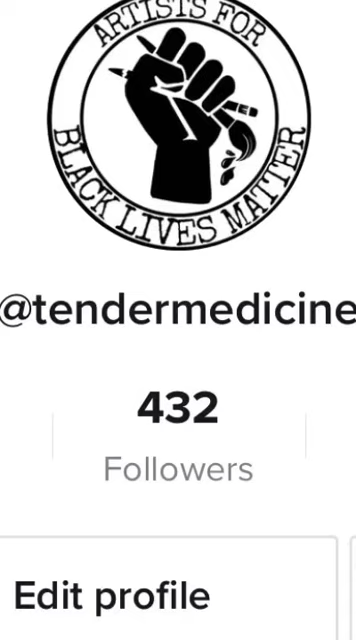 ARTISTS FOR
BLACK LIVES MATTER
@tendermedicine
432
Followers
Edit profile